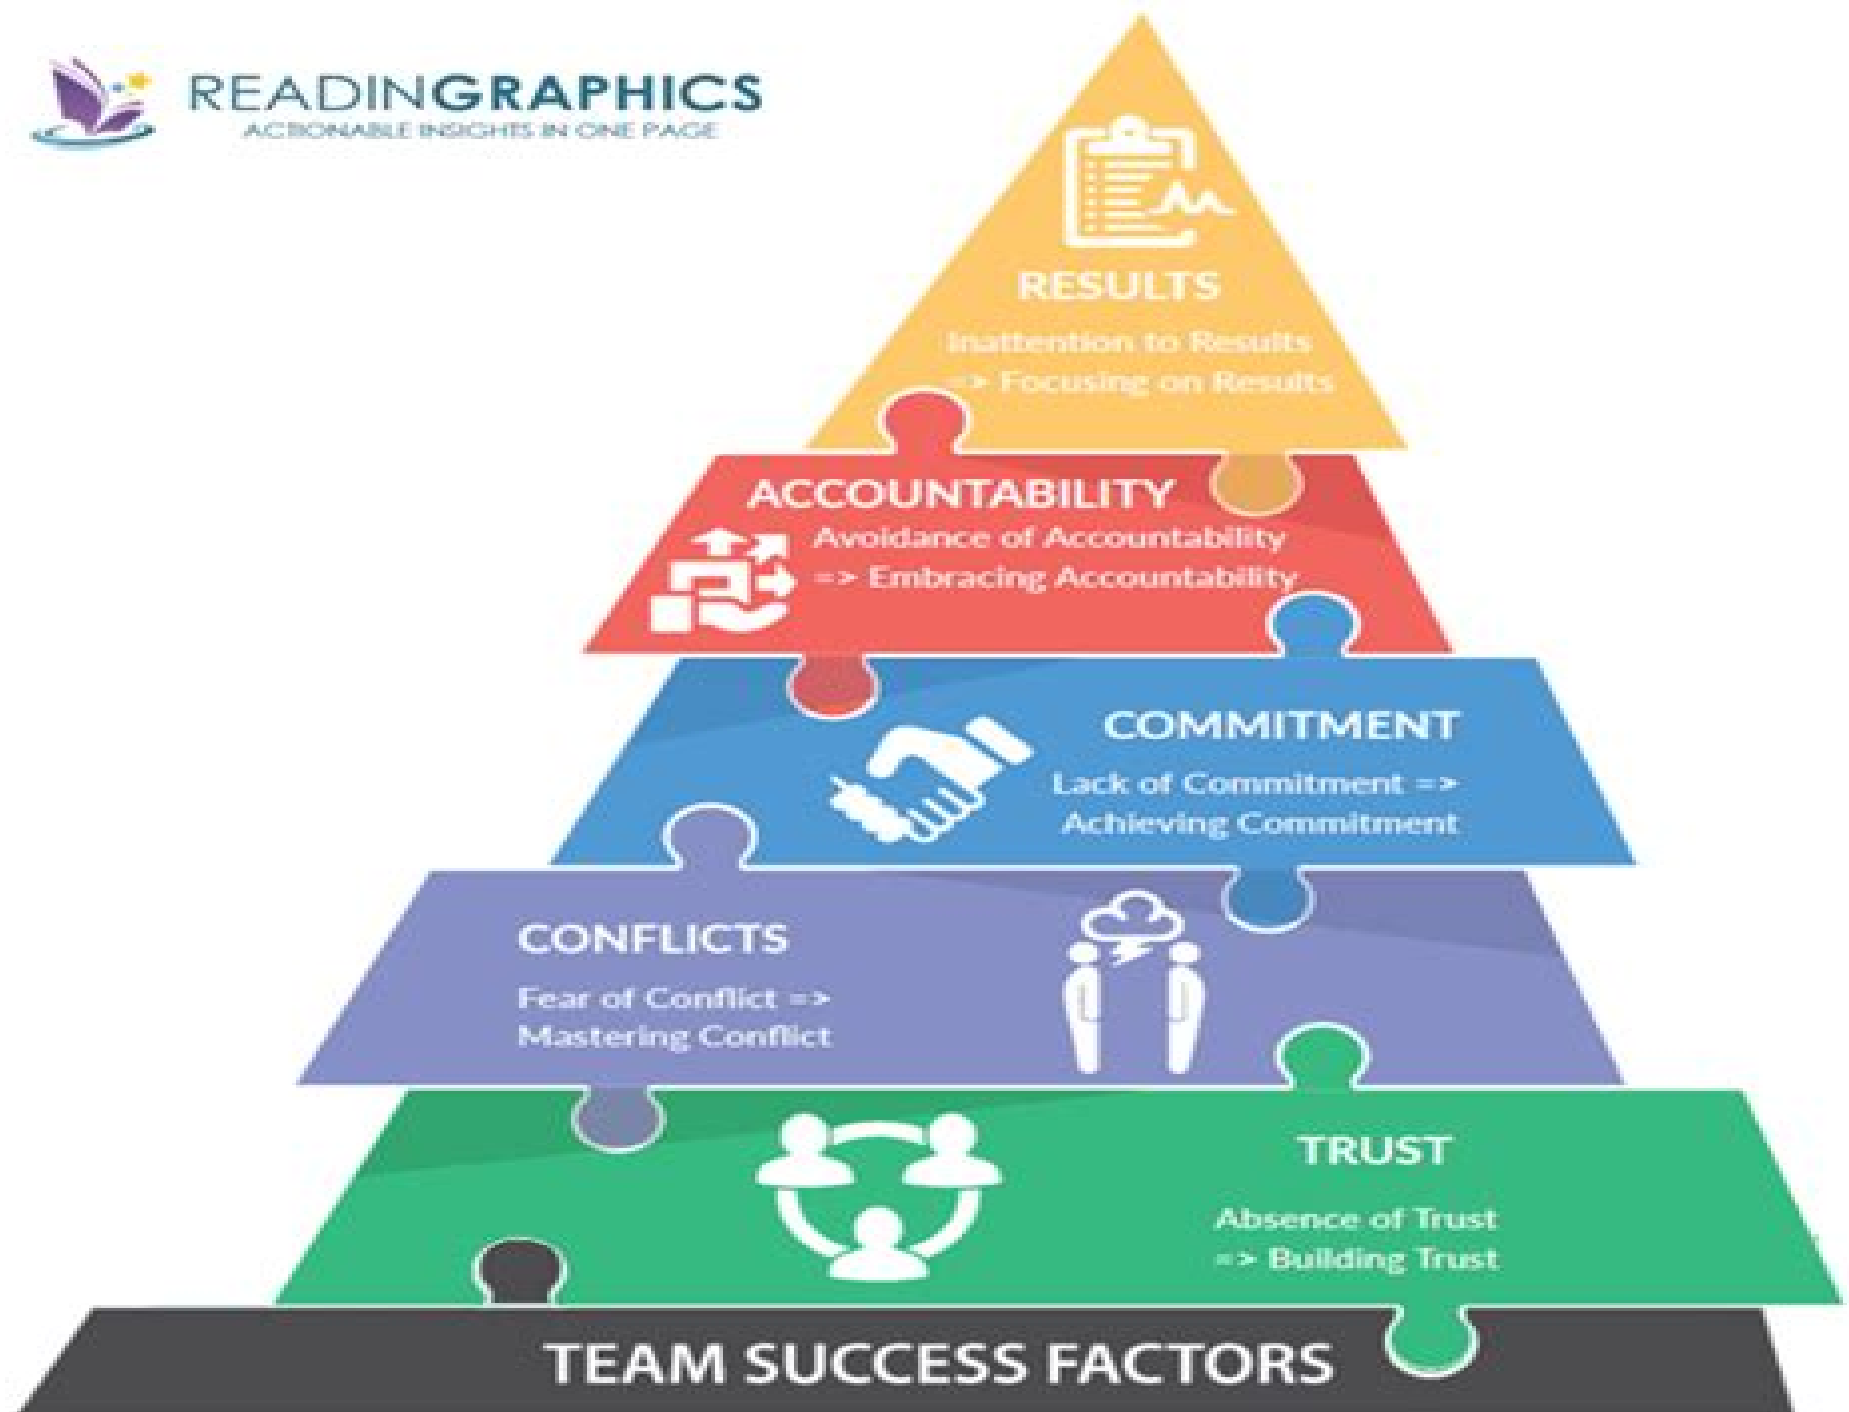 READINGRAPHICS
ACTIONABLE INSIGHTS IN ONE PAGE
RESULTS
Inattention to Results
=> Focusing on Results
ACCOUNTABILITY
Avoidance of Accountability
=> Embracing Accountability
COMMITMENT
Lack of Commitment =>
Achieving Commitment
CONFLICTS
Fear of Conflict =>
Mastering Conflict
TRUST
Absence of Trust
=> Building Trust
TEAM SUCCESS FACTORS